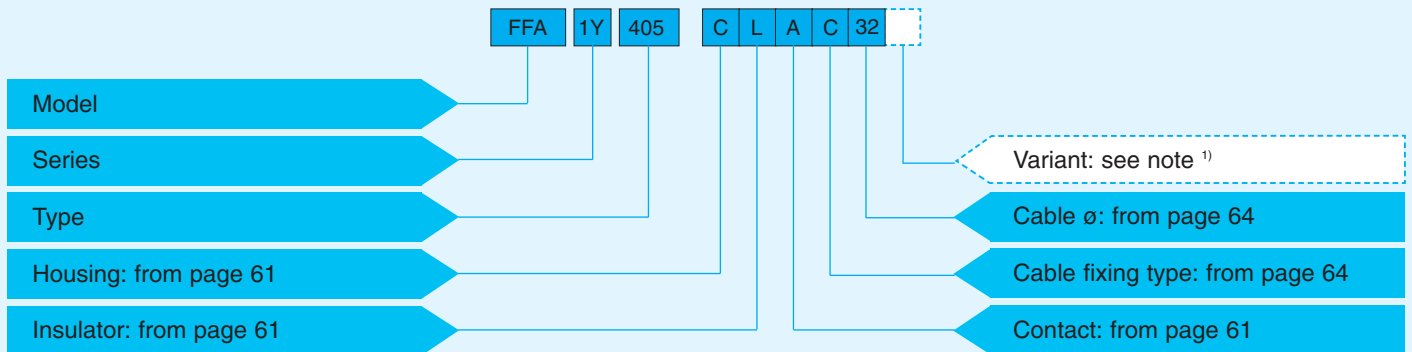 FFA 1Y 405 C L A C 32
Model
Series
Type
Housing: from page 61
Insulator: from page 61
Variant: see note 1)
Cable ø: from page 64
Cable fixing type: from page 64
Contact: from page 61